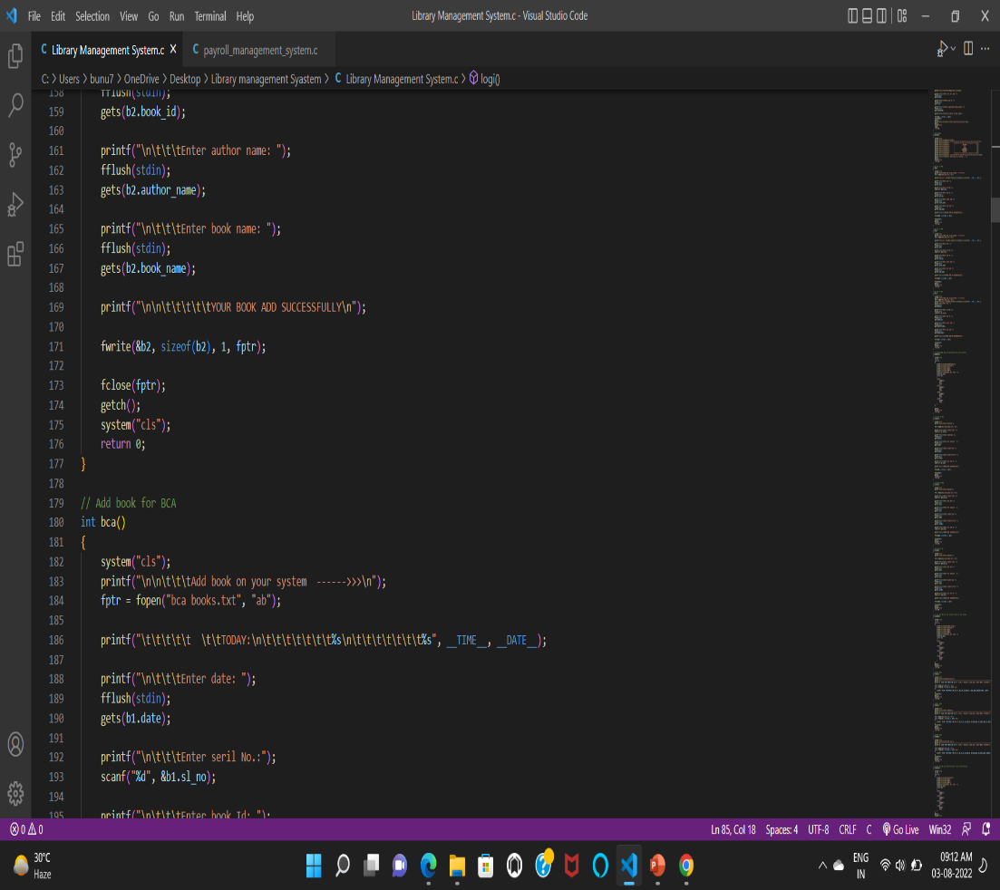 File Edit Selection View Go Run Terminal Help Library Management System.c - Visual Studio Code
Library Management System.c payroll_management_system.c
C: > Users > bunu7 > OneDrive > Desktop > Library management Syastem > C Library Management System.c > logi()
158 fflush(stdin);
159 gets(b2.book_id);
160
161 printf("\n\t\t\tEnter author name: ");
162 fflush(stdin);
163 gets(b2.author_name);
164
165 printf("\n\t\t\tEnter book name: ");
166 fflush(stdin);
167 gets(b2.book_name);
168
169 printf("\n\n\t\t\t\t\tYOUR BOOK ADD SUCCESSFULLY\n");
170
171 fwrite(&b2, sizeof(b2), 1, fptr);
172
173 fclose(fptr);
174 getch();
175 system("cls");
176 return 0;
177 }
178
179 // Add book for BCA
180 int bca()
181 {
182 system("cls");
183 printf("\n\n\t\t\tAdd book on your system ------>>>\n");
184 fptr = fopen("bca books.txt", "ab");
185
186 printf("\t\t\t\t\t \t\tTODAY:\n\t\t\t\t\t\t\t%s\n\t\t\t\t\t\t\t%s", __TIME__, __DATE__);
187
188 printf("\n\t\t\tEnter date: ");
189 fflush(stdin);
190 gets(b1.date);
191
192 printf("\n\t\t\tEnter seril No.:");
193 scanf("%d", &b1.sl_no);
194
195 printf("\n\t\t\tEnter book Id: ");
0 0 Ln 85, Col 18 Spaces: 4 UTF-8 CRLF C Go Live Win32
30°C
Haze
ENG
IN
09:12 AM
03-08-2022